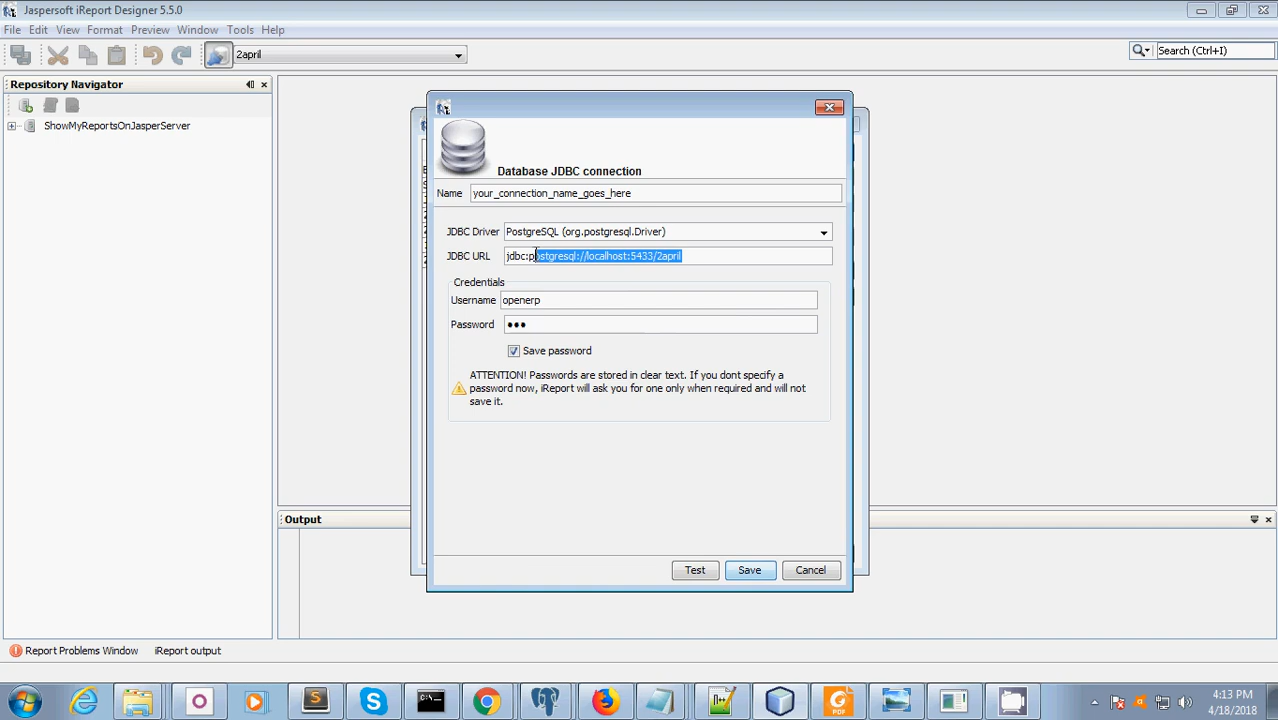 Jaspersoft iReport Designer 5.5.0
File Edit View Format Preview Window Tools Help
2april
Search (Ctrl+I)
Repository Navigator
ShowMyReportsOnJasperServer
Database JDBC connection
Name your_connection_name_goes_here
JDBC Driver PostgreSQL (org.postgresql.Driver)
JDBC URL jdbc:postgresql://localhost:5433/2april
Credentials
Username openerp
Password •••
Save password
ATTENTION! Passwords are stored in clear text. If you dont specify a
password now, iReport will ask you for one only when required and will not
save it.
Output
Test Save Cancel
Report Problems Window iReport output
4:13 PM
4/18/2018